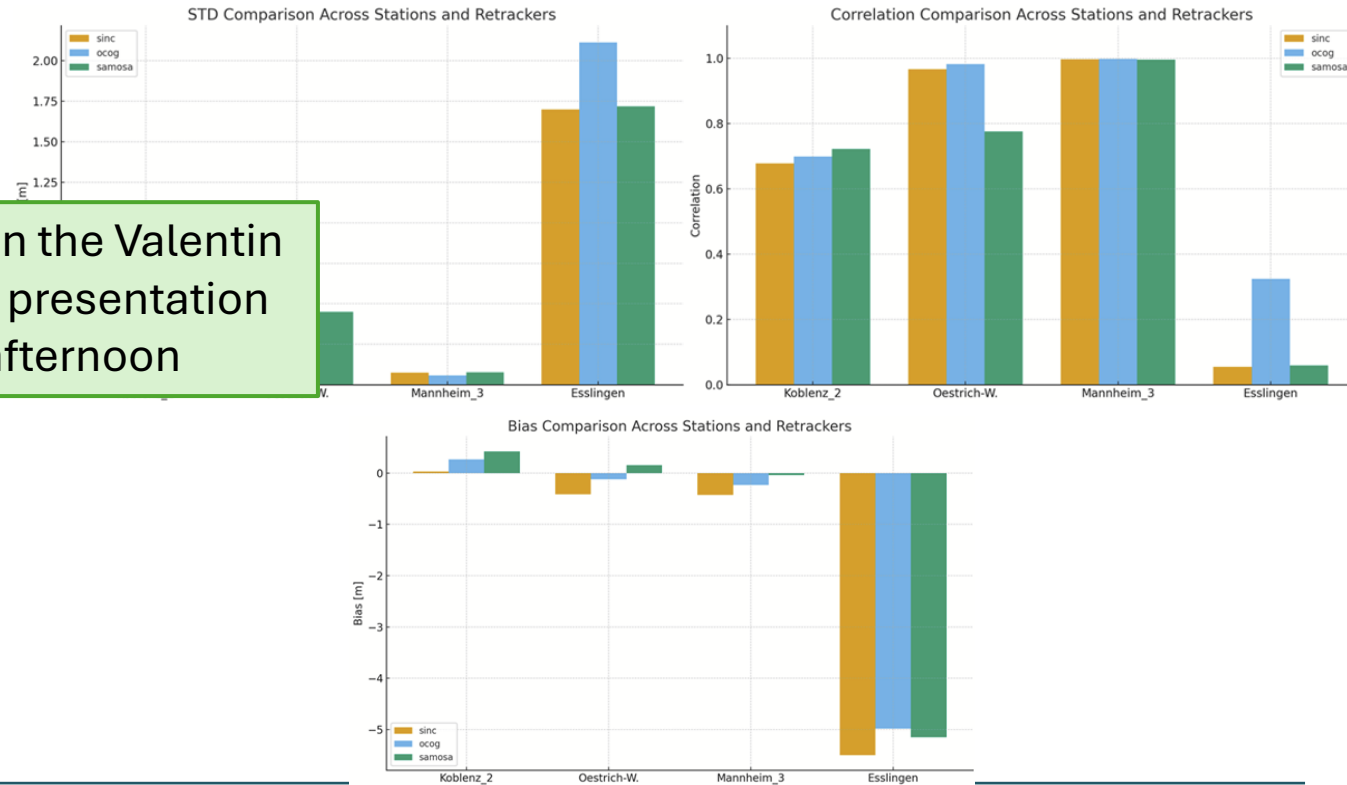 STD Comparison Across Stations and Retrackers
sinc
ocog
samosa
2.00
1.75
1.50
1.25
[m]
n the Valentin
presentation
afternoon
W.
Mannheim_3
Esslingen
Correlation Comparison Across Stations and Retrackers
sinc
ocog
samosa
1.0
0.8
0.6
0.4
0.2
0.0
Correlation
Koblenz_2
Oestrich-W.
Mannheim_3
Esslingen
Bias Comparison Across Stations and Retrackers
0
−1
−2
−3
−4
−5
Bias [m]
sinc
ocog
samosa
Koblenz_2
Oestrich-W.
Mannheim_3
Esslingen